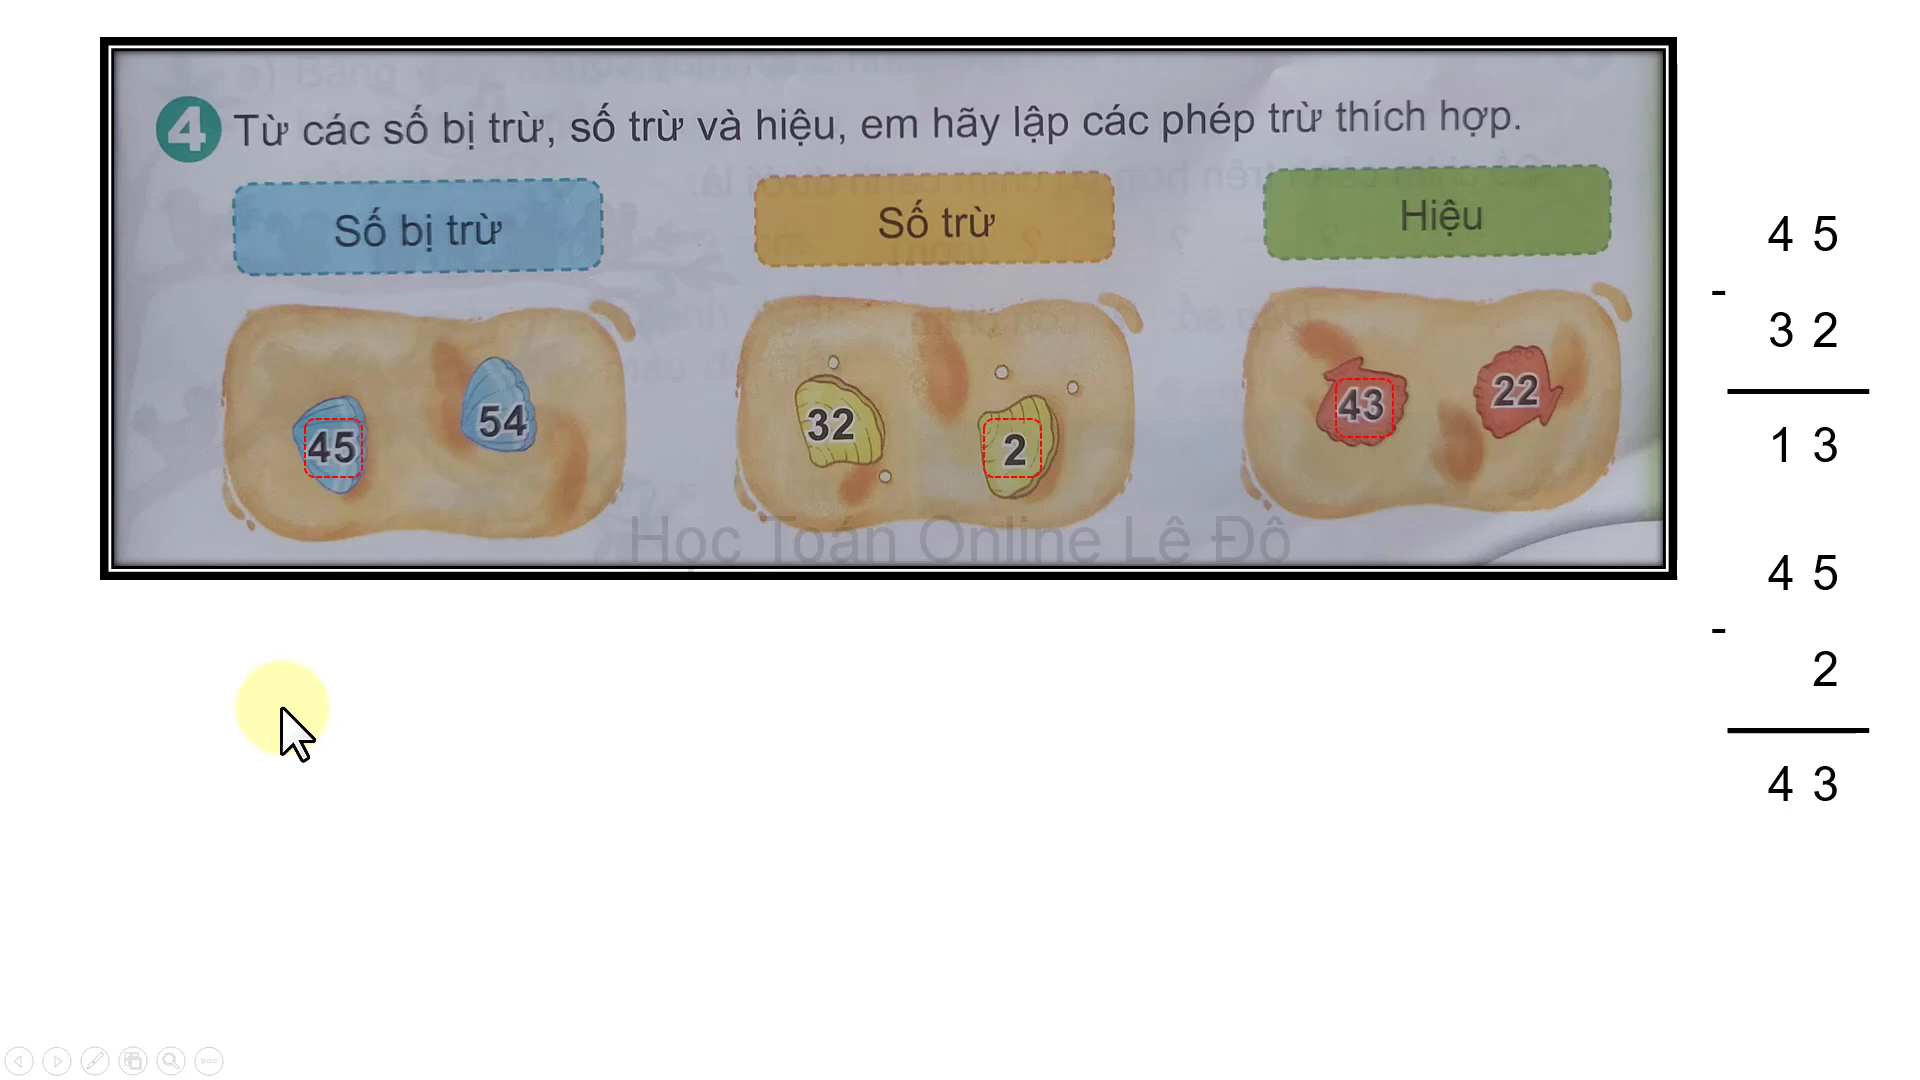 4 Từ các số bị trừ, số trừ và hiệu, em hãy lập các phép trừ thích hợp.
Số bị trừ Số trừ Hiệu
45 54 32 2 43 22
Học Toán Online Lê Đô
4 5
-
3 2
1 3
4 5
-
2
4 3